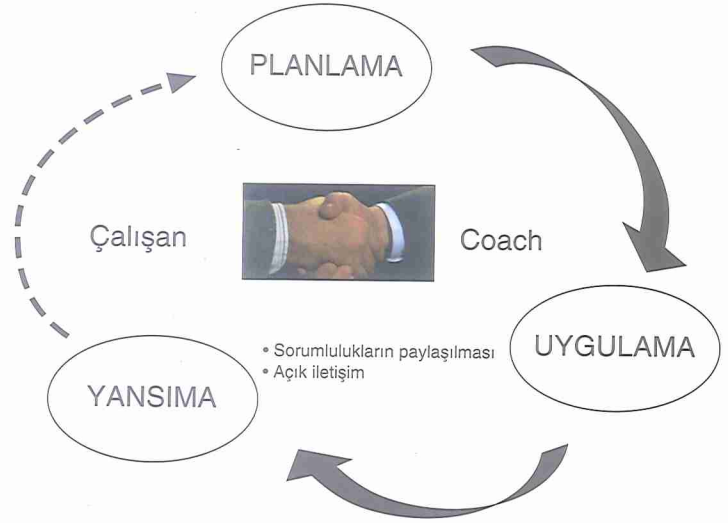 PLANLAMA
Çalışan
Coach
• Sorumlulukların paylaşılması
• Açık iletişim
UYGULAMA
YANSIMA